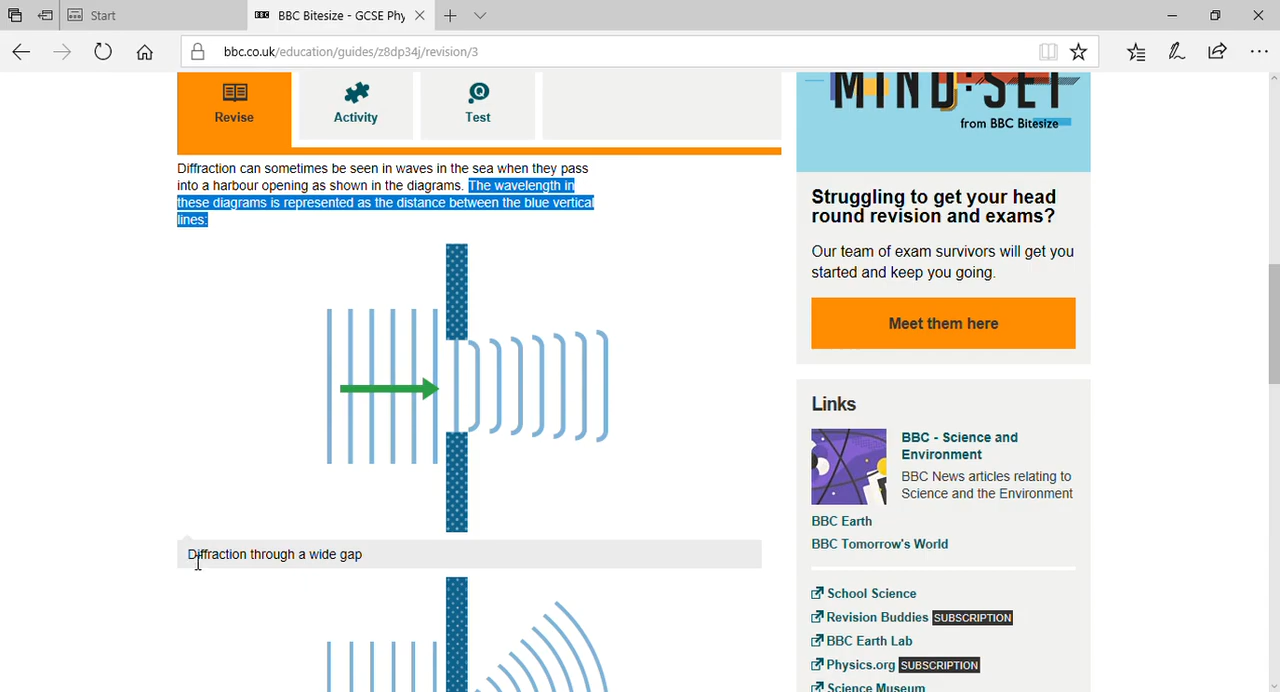 Start
BBC BBC Bitesize - GCSE Phy
bbc.co.uk/education/guides/z8dp34j/revision/3
Revise
Activity
Test
Diffraction can sometimes be seen in waves in the sea when they pass
into a harbour opening as shown in the diagrams. The wavelength in
these diagrams is represented as the distance between the blue vertical
lines:
Diffraction through a wide gap
MIND:SET
from BBC Bitesize
Struggling to get your head
round revision and exams?
Our team of exam survivors will get you
started and keep you going.
Meet them here
Links
BBC - Science and
Environment
BBC News articles relating to
Science and the Environment
BBC Earth
BBC Tomorrow's World
School Science
Revision Buddies SUBSCRIPTION
BBC Earth Lab
Physics.org SUBSCRIPTION
Science Museum